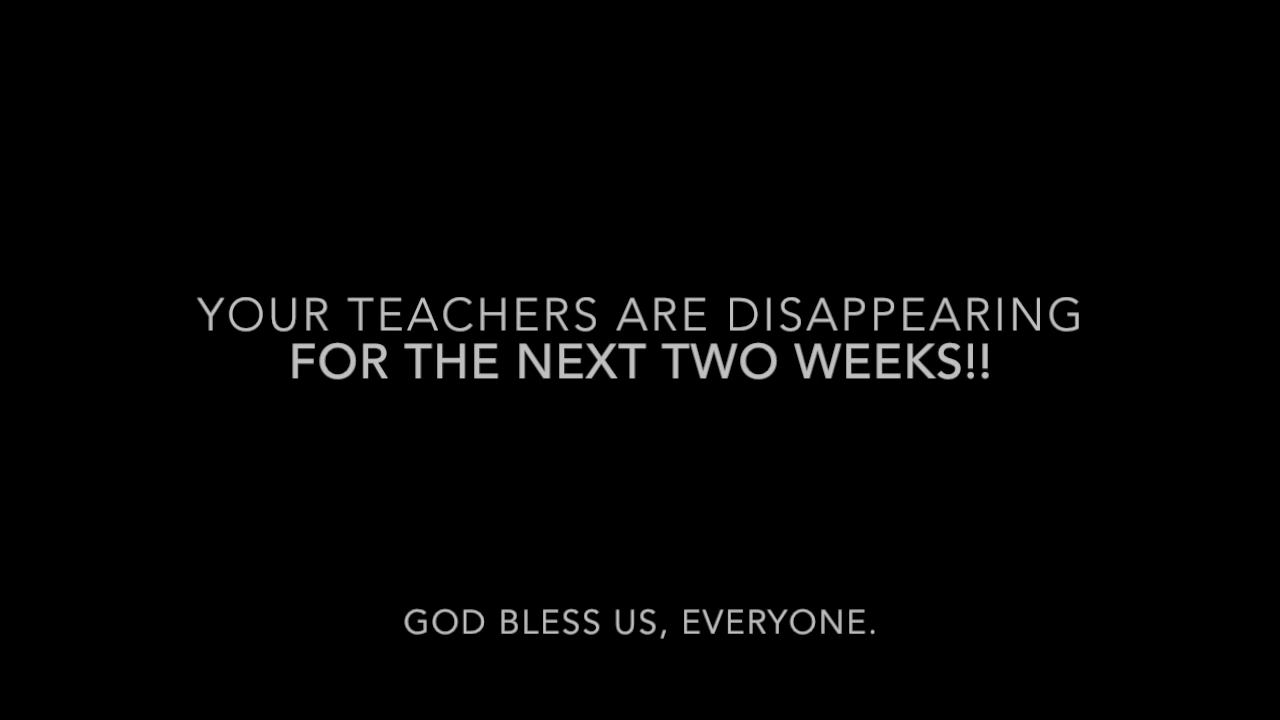 YOUR TEACHERS ARE DISAPPEARING
FOR THE NEXT TWO WEEKS!!
GOD BLESS US, EVERYONE.